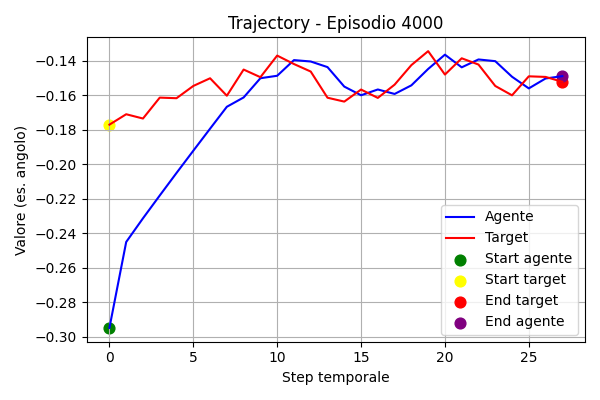 Trajectory - Episodio 4000
Valore (es. angolo)
−0.14
−0.16
−0.18
−0.20
−0.22
−0.24
−0.26
−0.28
−0.30
Agente
Target
Start agente
Start target
End target
End agente
0 5 10 15 20 25
Step temporale